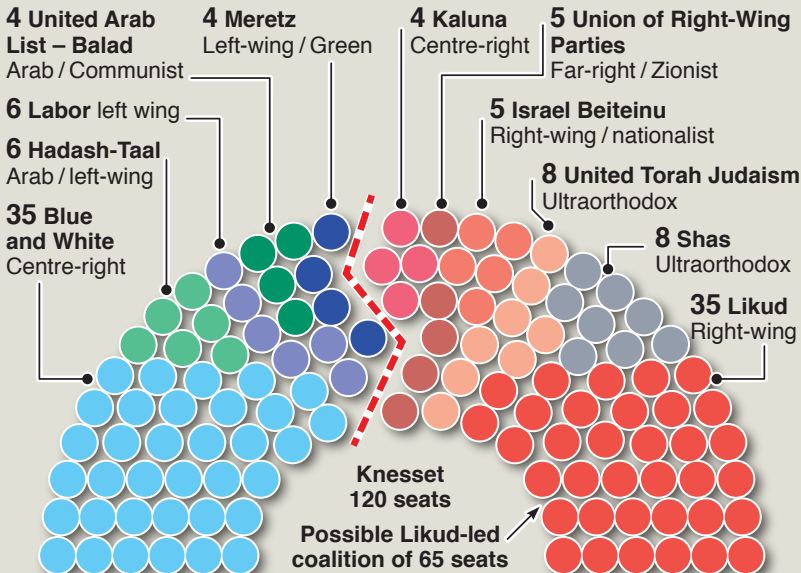 4 United Arab
List – Balad
Arab / Communist
4 Meretz
Left-wing / Green
4 Kaluna
Centre-right
5 Union of Right-Wing
Parties
Far-right / Zionist
6 Labor left wing
5 Israel Beiteinu
Right-wing / nationalist
6 Hadash-Taal
Arab / left-wing
8 United Torah Judaism
Ultraorthodox
35 Blue
and White
Centre-right
8 Shas
Ultraorthodox
35 Likud
Right-wing
Knesset
120 seats
Possible Likud-led
coalition of 65 seats